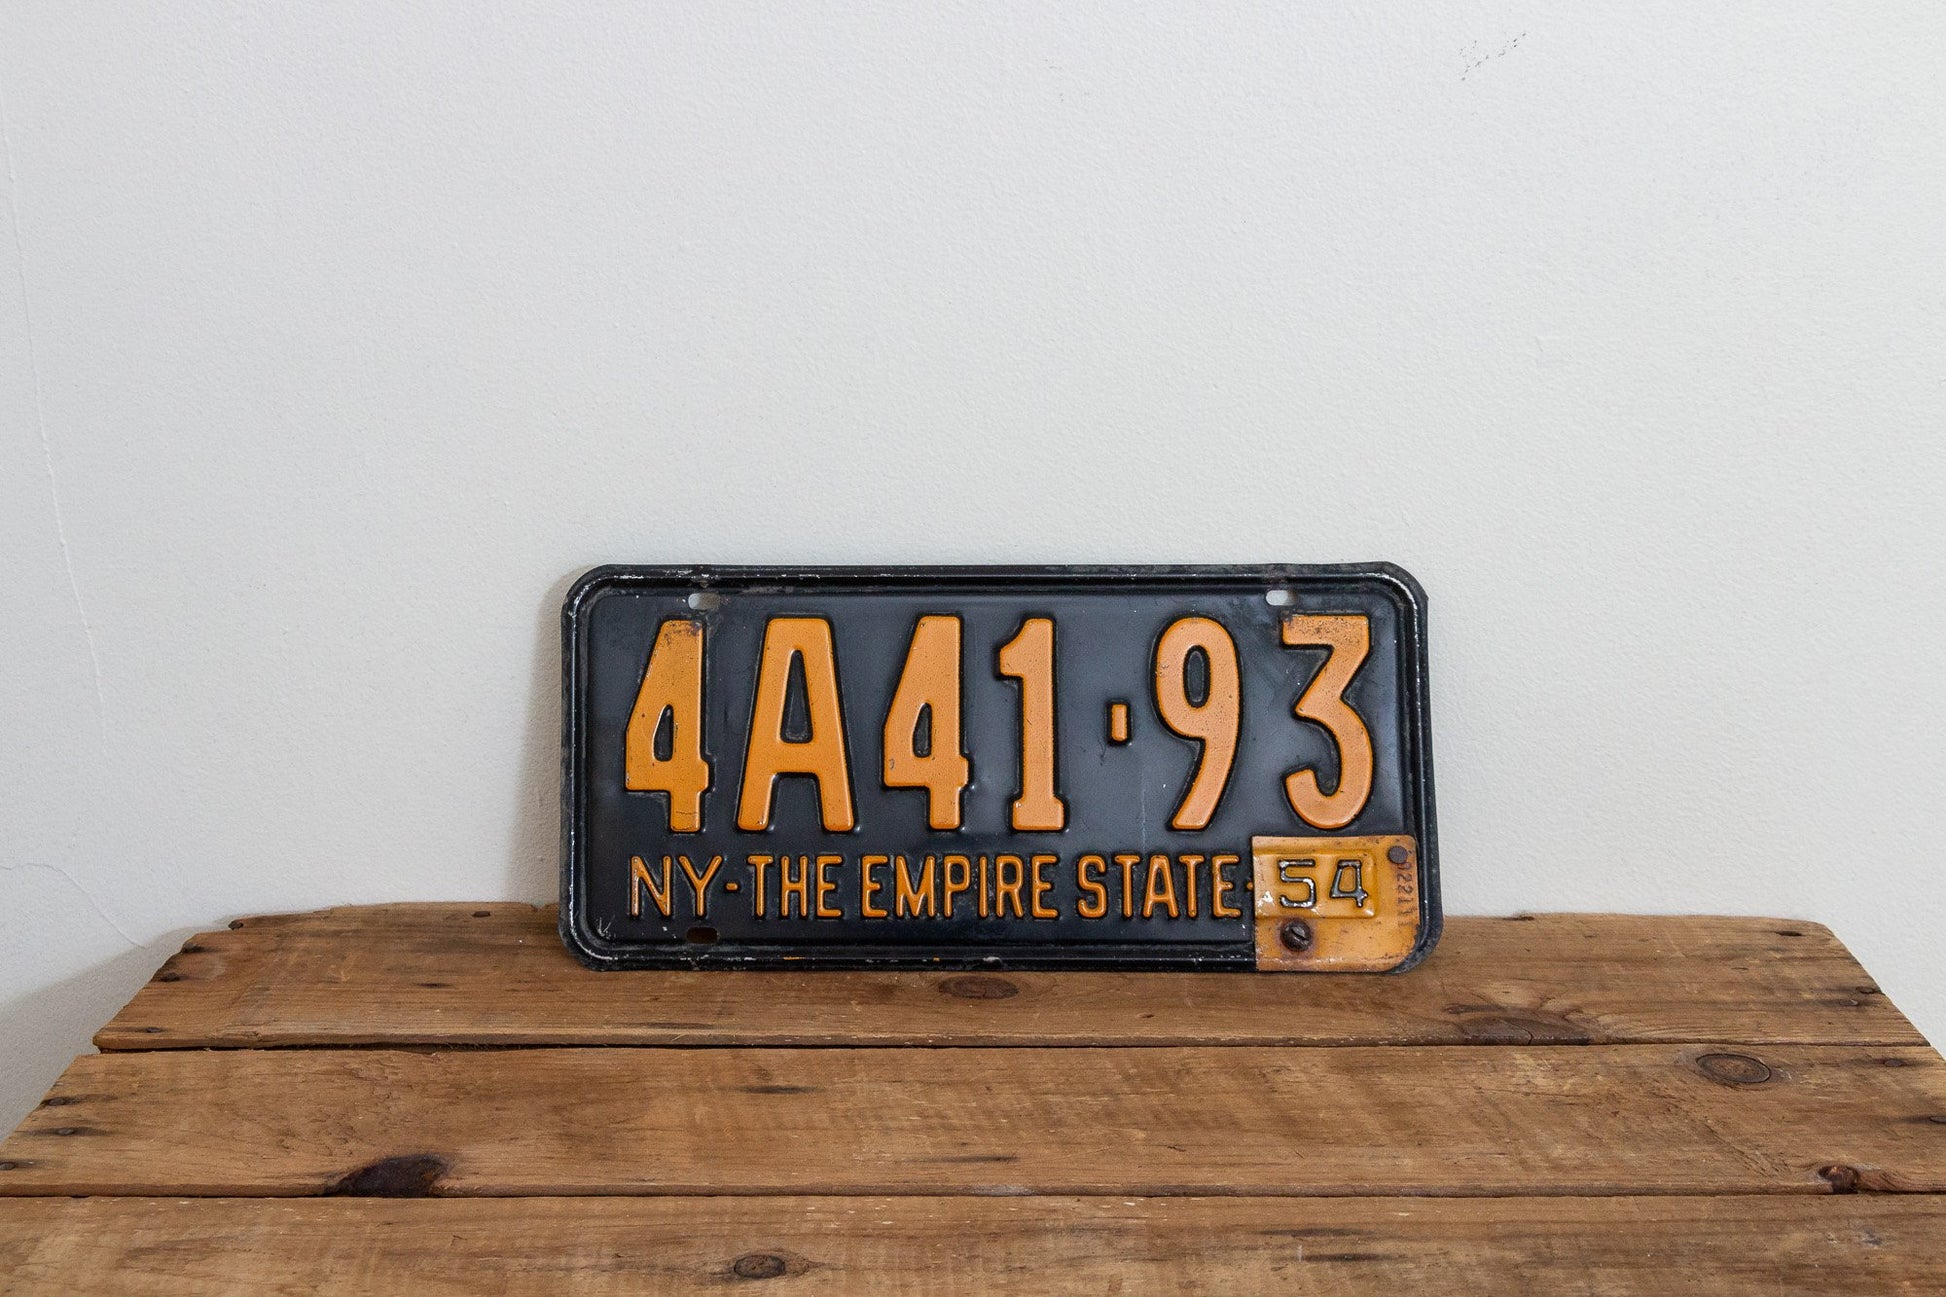 4A41·93
NY-THE EMPIRE STATE-
54